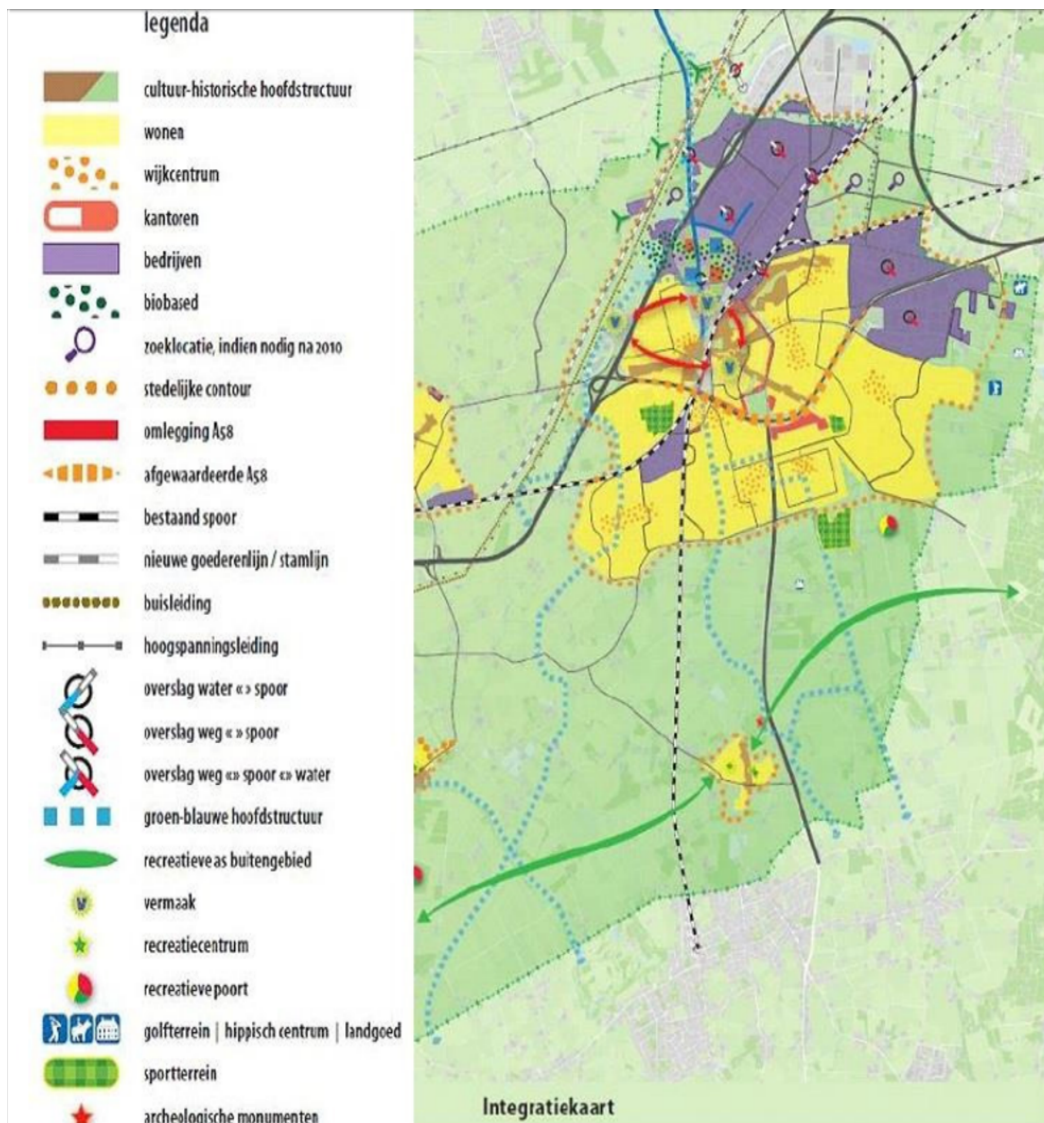 legenda
cultuur-historische hoofdstructuur
wonen
wijkcentrum
kantoren
bedrijven
biobased
zoeklocatie, indien nodig na 2010
stedelijke contour
omlegging A58
afgewaardeerde A58
bestaand spoor
nieuwe goederenlijn / stamlijn
buisleiding
hoogspanningsleiding
overslag water «» spoor
overslag weg «» spoor
overslag weg «» spoor «» water
groen-blauwe hoofdstructuur
recreatieve as buitengebied
vermaak
recreatiecentrum
recreatieve poort
golfterrein | hippisch centrum | landgoed
sportterrein
archeologische monumenten
Integratiekaart